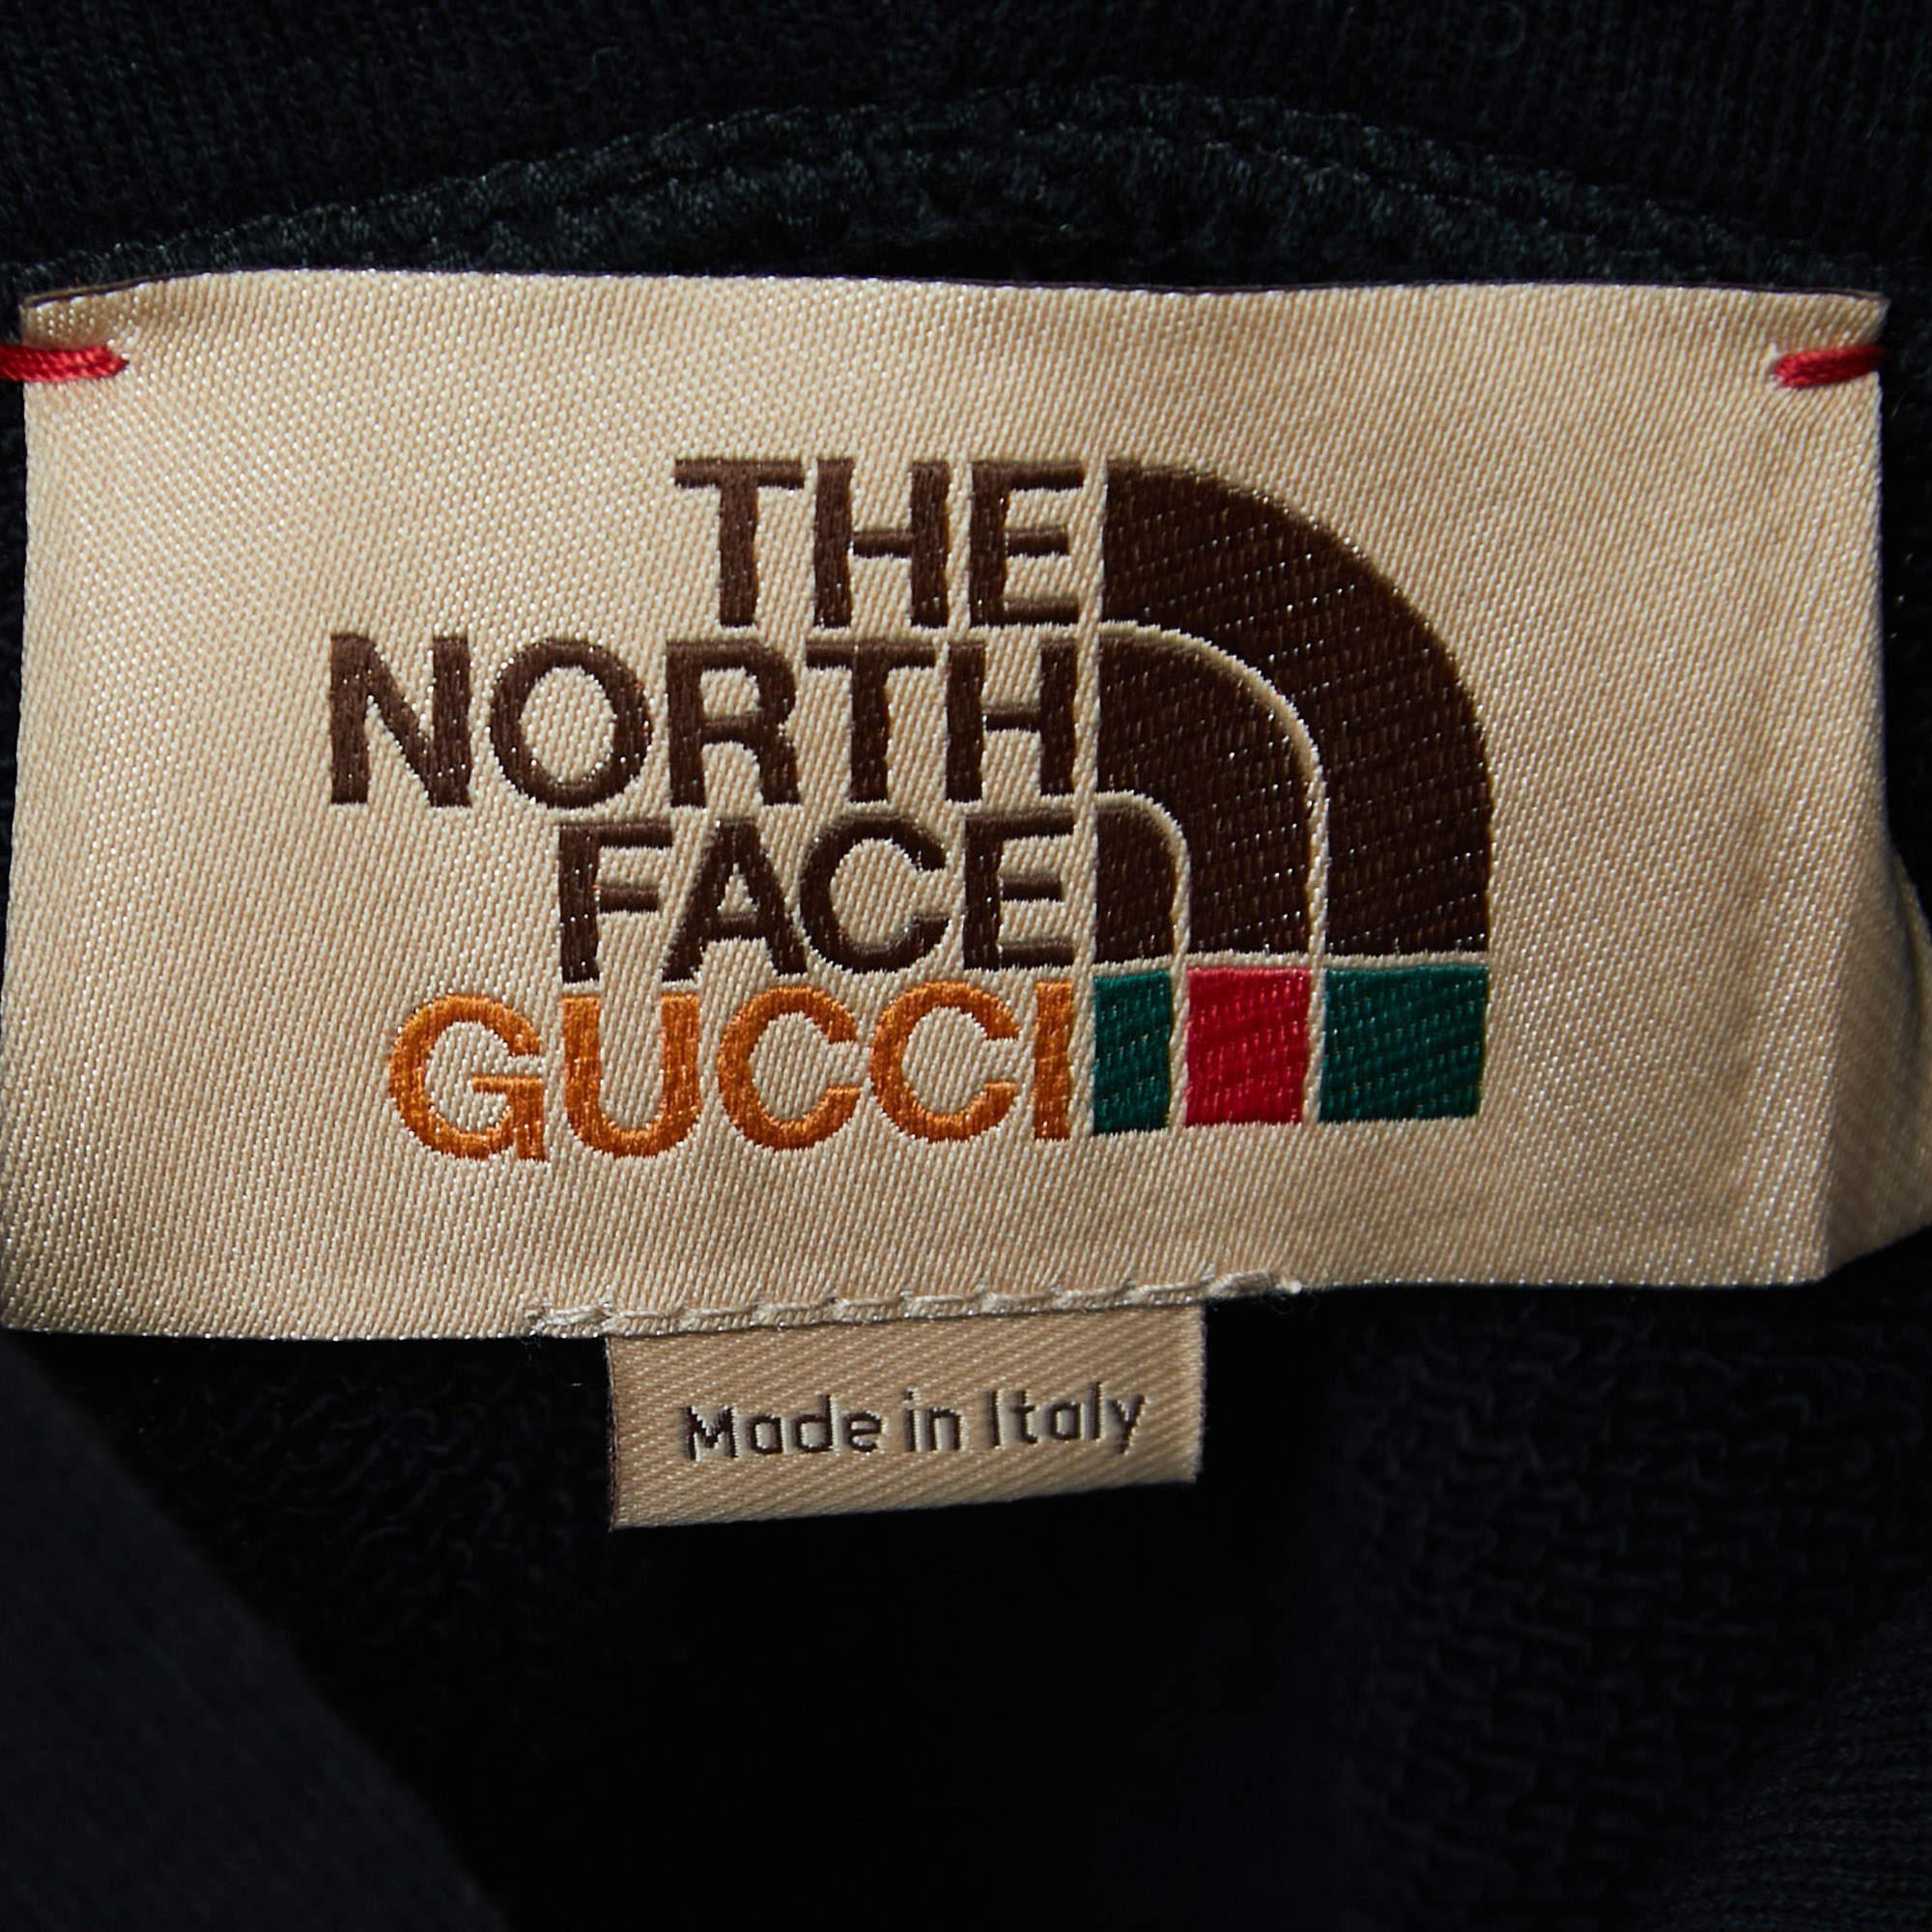 THE
NORTH
FACE
GUCCI
Made in Italy